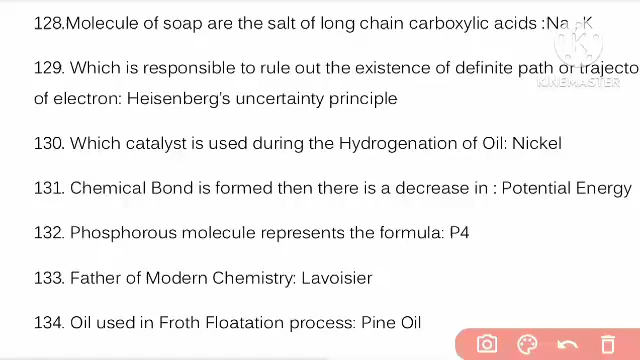 128.Molecule of soap are the salt of long chain carboxylic acids :Na ,K
129. Which is responsible to rule out the existence of definite path or trajecto
of electron: Heisenberg's uncertainty principle
130. Which catalyst is used during the Hydrogenation of Oil: Nickel
131. Chemical Bond is formed then there is a decrease in : Potential Energy
132. Phosphorous molecule represents the formula: P4
133. Father of Modern Chemistry: Lavoisier
134. Oil used in Froth Floatation process: Pine Oil
KINEMASTER